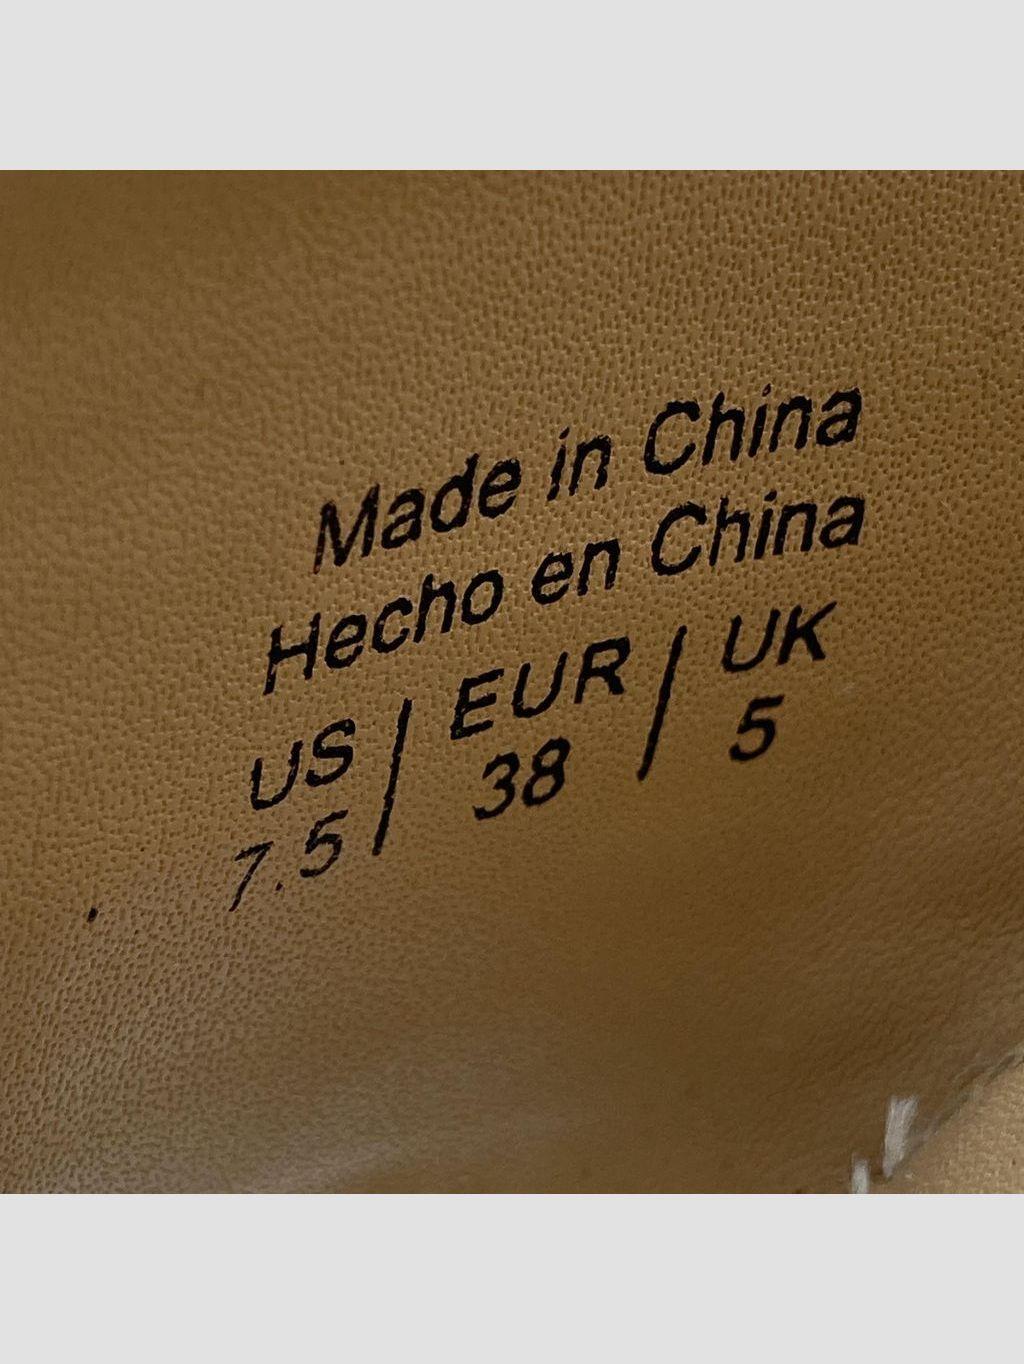 Made in China
Hecho en China
US | EUR | UK
7.5 | 38 | 5